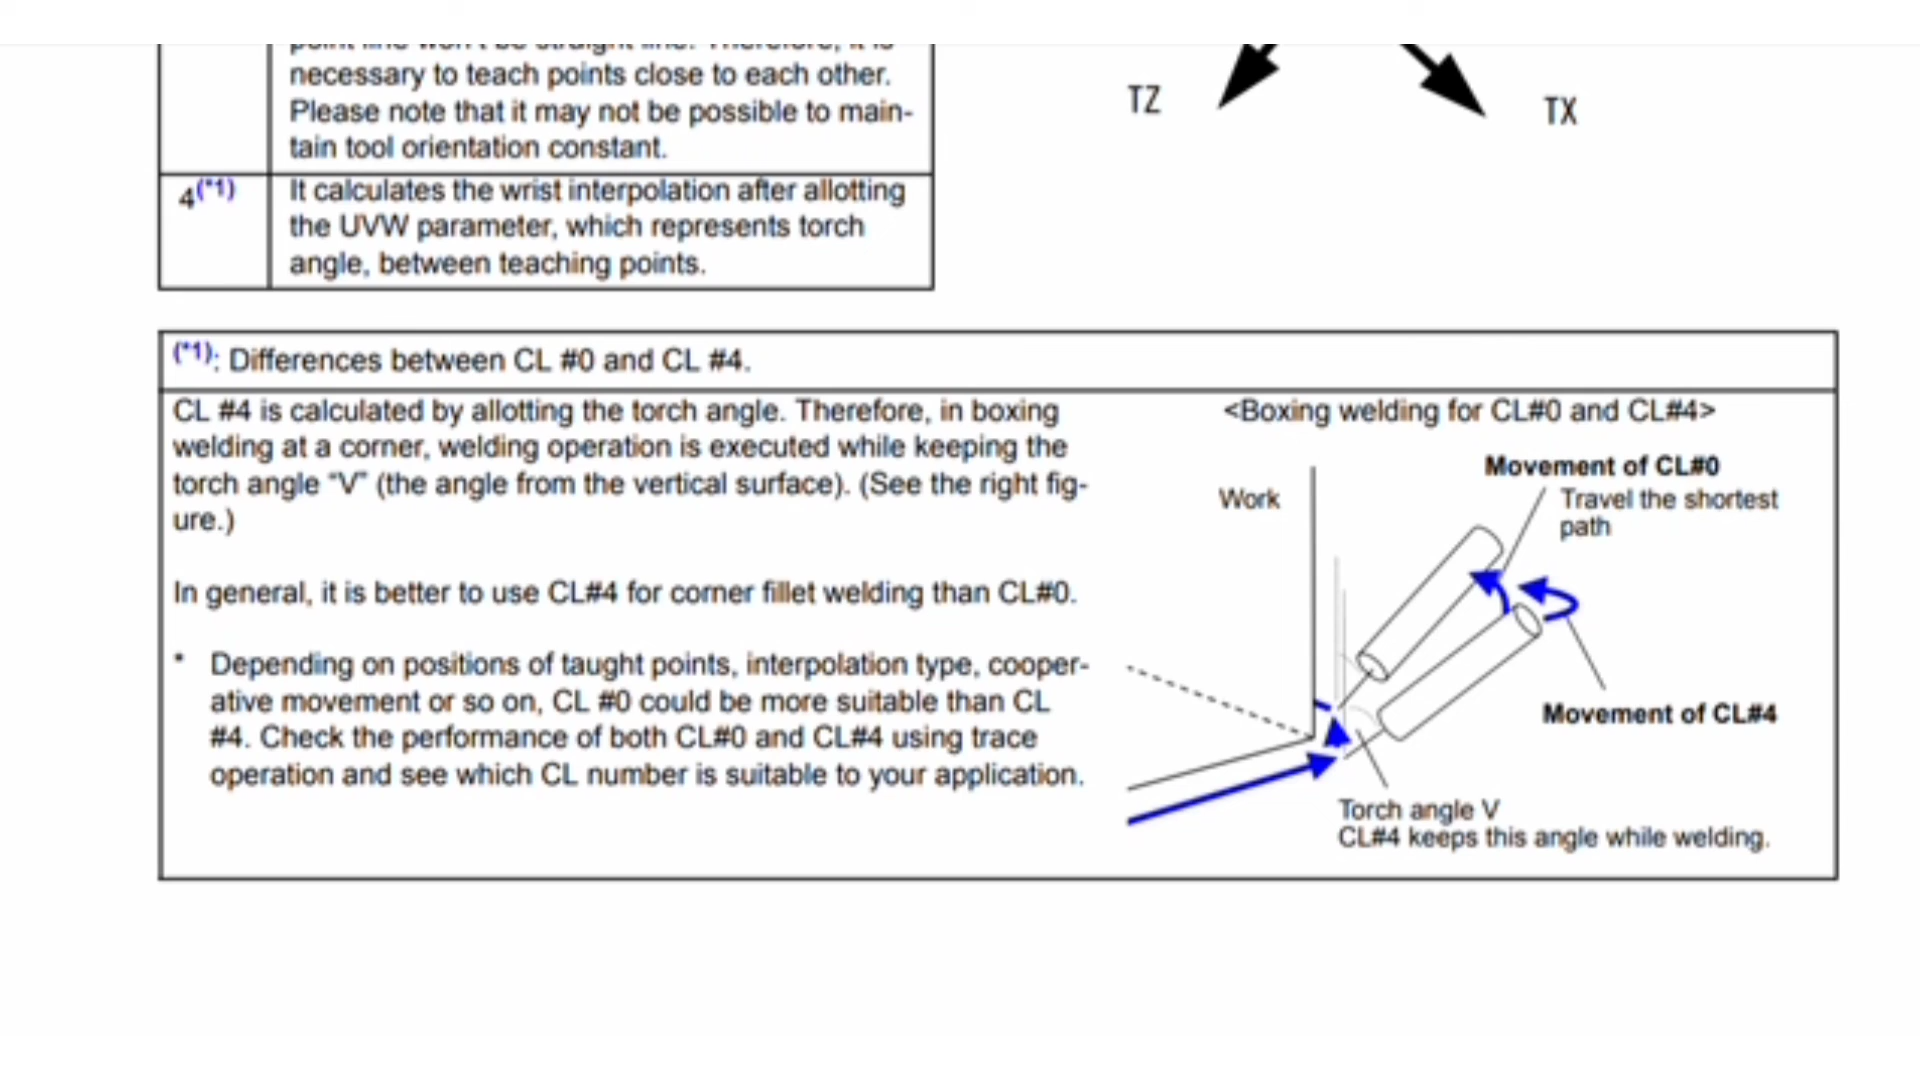 necessary to teach points close to each other.
Please note that it may not be possible to main-
tain tool orientation constant.
4(*1)
It calculates the wrist interpolation after allotting
the UVW parameter, which represents torch
angle, between teaching points.
TZ
TX
(*1): Differences between CL #0 and CL #4.
CL #4 is calculated by allotting the torch angle. Therefore, in boxing
welding at a corner, welding operation is executed while keeping the
torch angle “V” (the angle from the vertical surface). (See the right fig-
ure.)
In general, it is better to use CL#4 for corner fillet welding than CL#0.
* Depending on positions of taught points, interpolation type, cooper-
ative movement or so on, CL #0 could be more suitable than CL
#4. Check the performance of both CL#0 and CL#4 using trace
operation and see which CL number is suitable to your application.
<Boxing welding for CL#0 and CL#4>
Movement of CL#0
Work
Travel the shortest
path
Movement of CL#4
Torch angle V
CL#4 keeps this angle while welding.